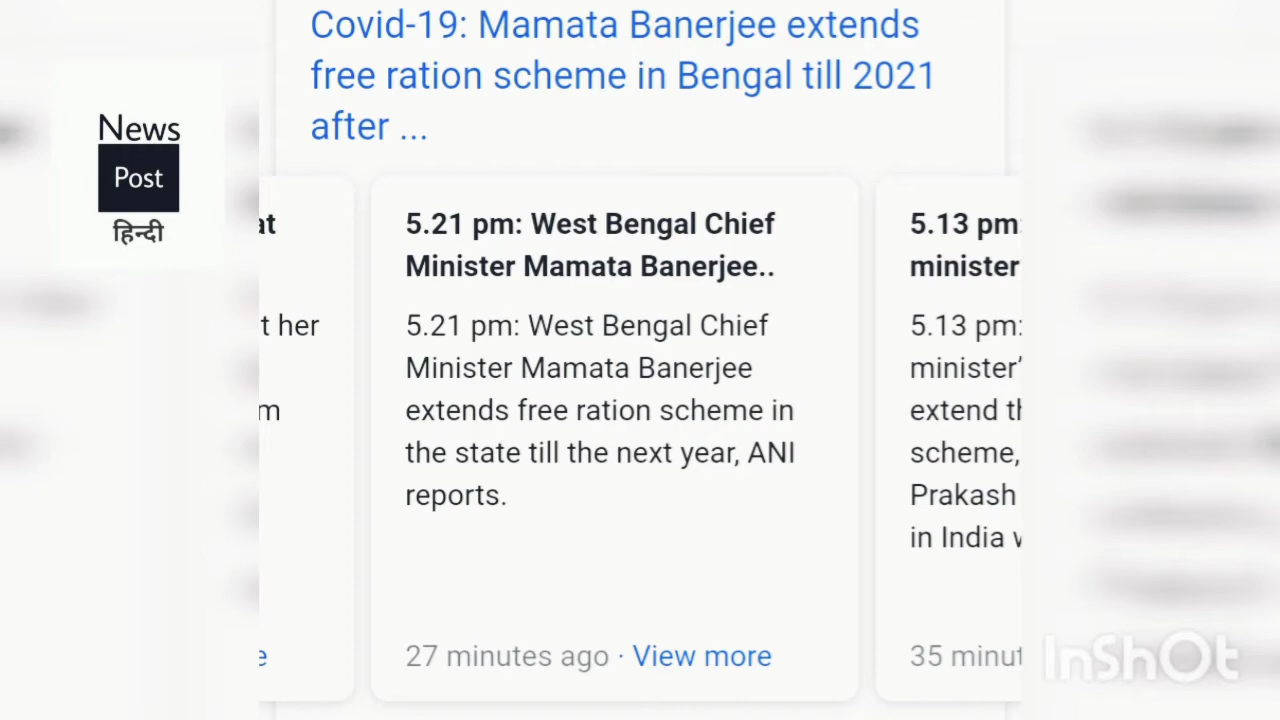 Covid-19: Mamata Banerjee extends
free ration scheme in Bengal till 2021
after ...
News
Post
हिन्दी
at
t her
m
e
5.21 pm: West Bengal Chief
Minister Mamata Banerjee..
5.21 pm: West Bengal Chief
Minister Mamata Banerjee
extends free ration scheme in
the state till the next year, ANI
reports.
27 minutes ago · View more
5.13 pm:
minister
5.13 pm:
minister'
extend th
scheme,
Prakash
in India
35 minut
InShOt